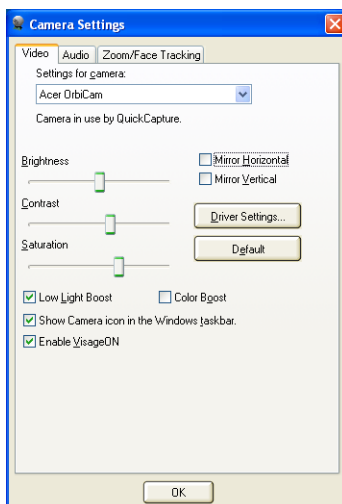 Camera Settings
Video Audio Zoom/Face Tracking
Settings for camera:
Acer OrbiCam
Camera in use by QuickCapture.
Brightness
Mirror Horizontal
Mirror Vertical
Contrast
Driver Settings...
Saturation
Default
Low Light Boost Color Boost
Show Camera icon in the Windows taskbar.
Enable VisageON
OK